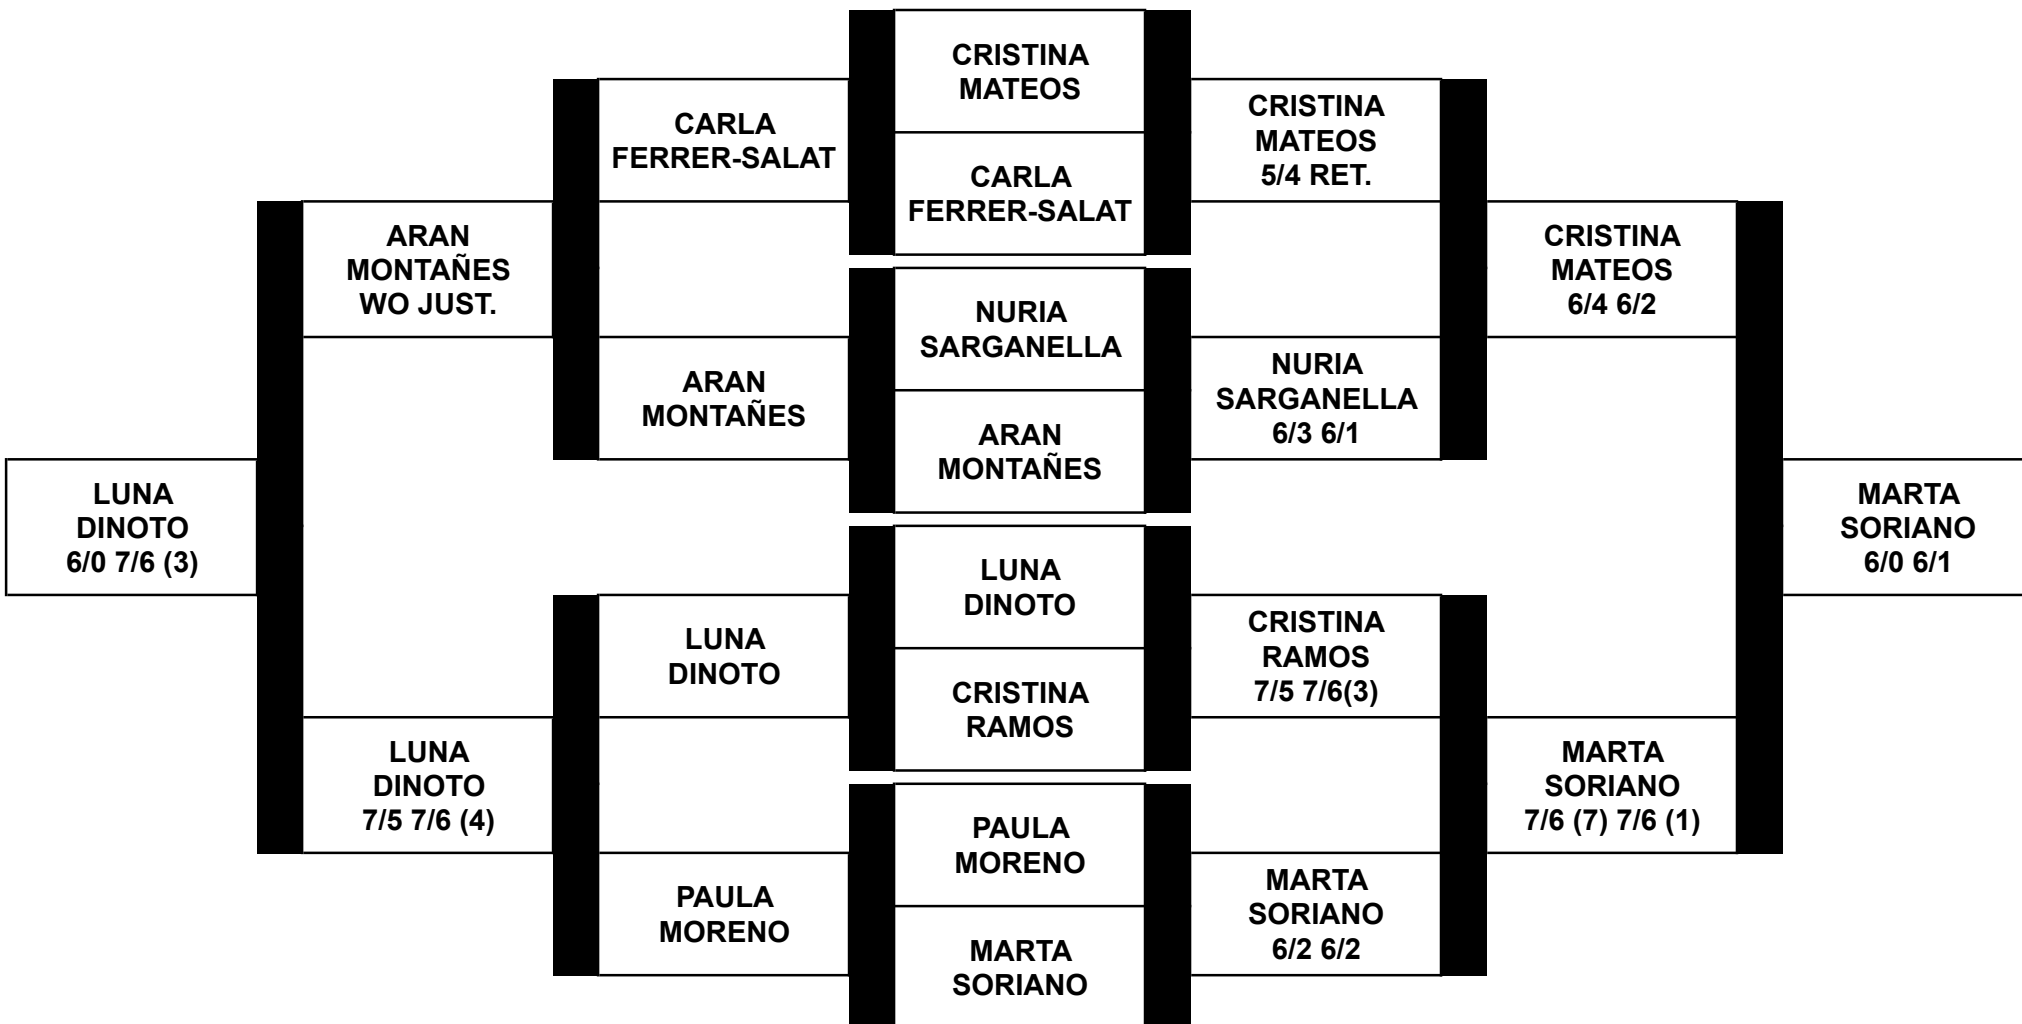 CRISTINA
MATEOS
CARLA
FERRER-SALAT
CRISTINA
MATEOS
5/4 RET.
CARLA
FERRER-SALAT
ARAN
MONTAÑES
WO JUST.
CRISTINA
MATEOS
6/4 6/2
NURIA
SARGANELLA
ARAN
MONTAÑES
NURIA
SARGANELLA
6/3 6/1
ARAN
MONTAÑES
LUNA
DINOTO
6/0 7/6 (3)
MARTA
SORIANO
6/0 6/1
LUNA
DINOTO
LUNA
DINOTO
CRISTINA
RAMOS
7/5 7/6(3)
CRISTINA
RAMOS
LUNA
DINOTO
7/5 7/6 (4)
MARTA
SORIANO
7/6 (7) 7/6 (1)
PAULA
MORENO
PAULA
MORENO
MARTA
SORIANO
6/2 6/2
MARTA
SORIANO